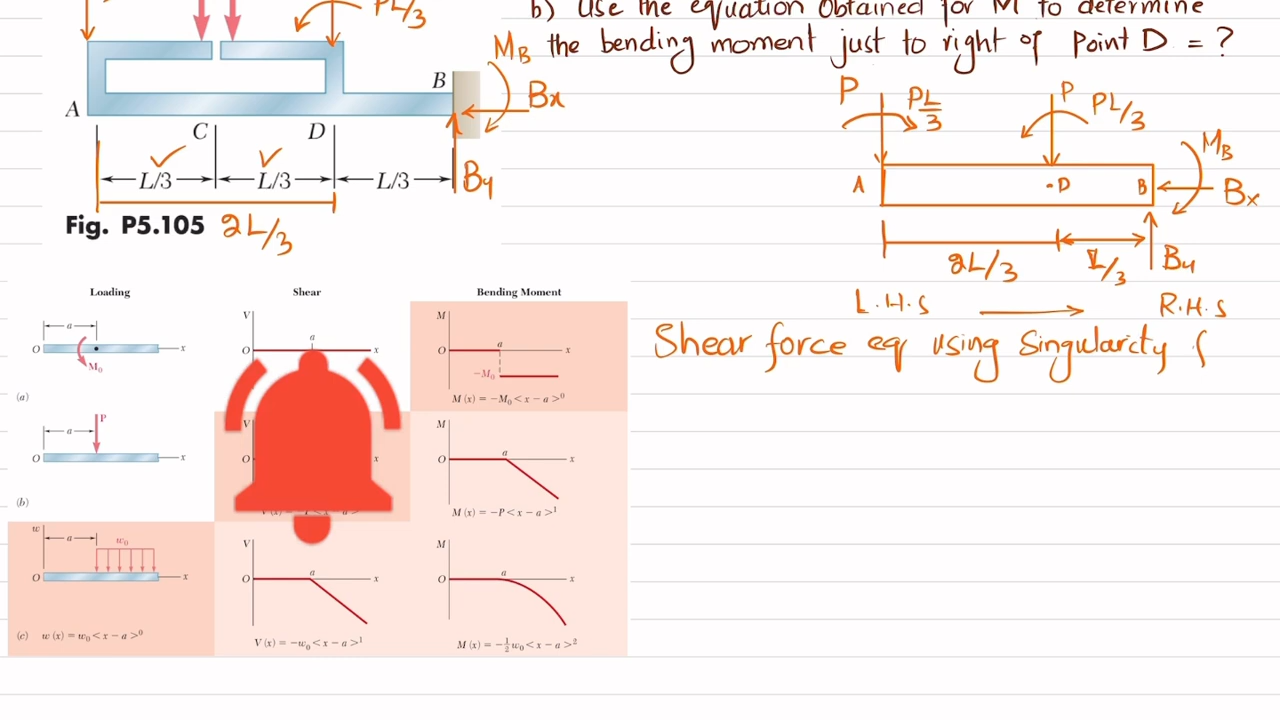 b) Use the equation Obtained for M to determine
the bending moment just to right of Point D = ?
PL/3
MB
B
Bx
A
C
D
L/3
L/3
L/3
By
Fig. P5.105
2L/3
P
PL/3
P
PL/3
MB
A
D
B
Bx
2L/3
L/3
By
L.H.S
R.H.S
Shear force eq using Singularity f
Loading
Shear
Bending Moment
a
O
x
M0
(a)
V
a
O
x
M
a
O
x
−M0
M (x) = −M0 <x − a>0
P
a
O
x
(b)
V
O
x
M
a
O
x
M (x) = −P <x − a>1
w
a
w0
O
x
(c) w (x) = w0 <x − a>0
V
a
O
x
V (x) = −w0 <x − a>1
M
a
O
x
M (x) = −1/2 w0 <x − a>2